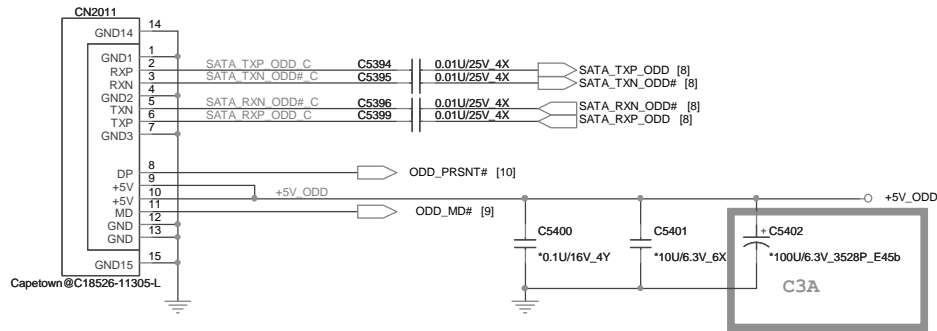 CN2011
GND14 14
GND1 1
RXP 2 SATA_TXP_ODD_C C5394 0.01U/25V_4X SATA_TXP_ODD [8]
RXN 3 SATA_TXN_ODD#_C C5395 0.01U/25V_4X SATA_TXN_ODD# [8]
GND2 4
TXN 5 SATA_RXN_ODD#_C C5396 0.01U/25V_4X SATA_RXN_ODD# [8]
TXP 6 SATA_RXP_ODD_C C5399 0.01U/25V_4X SATA_RXP_ODD [8]
GND3 7
DP 8 ODD_PRSNT# [10]
+5V 9
+5V 10 +5V_ODD +5V_ODD
MD 11 ODD_MD# [9]
GND 12
GND 13
C5400 C5401 +C5402
*0.1U/16V_4Y *10U/6.3V_6X *100U/6.3V_3528P_E45b
GND15 15
C3A
Capetown@C18526-11305-L